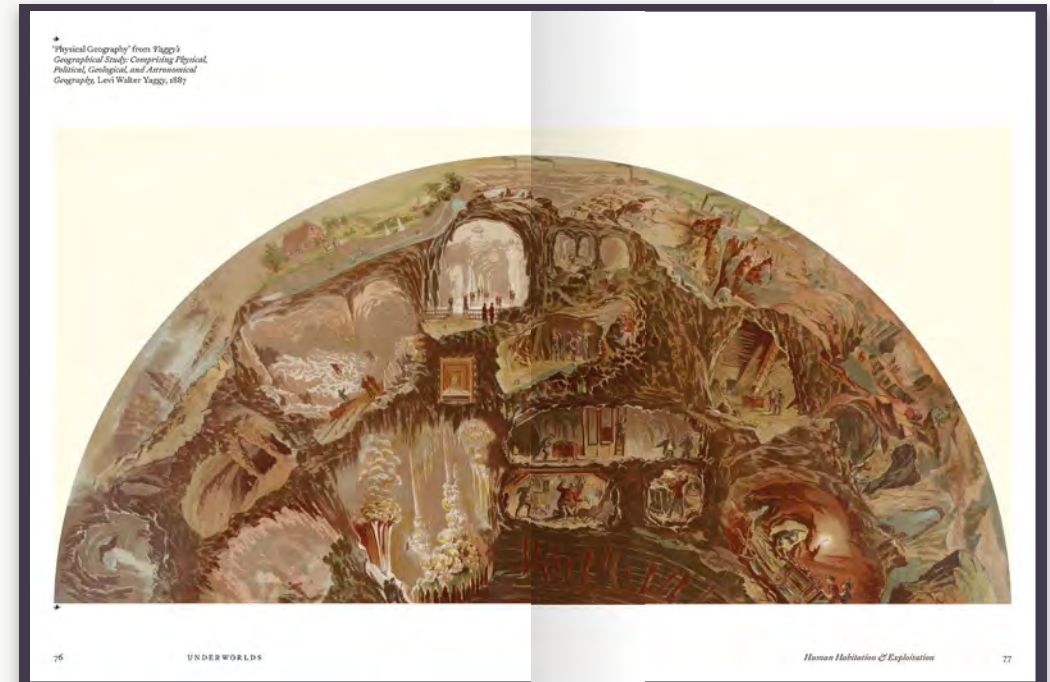 'Physical Geography' from Yaggy's
Geographical Study: Comprising Physical,
Political, Geological, and Astronomical
Geography, Levi Walter Yaggy, 1887
76
UNDERWORLDS
Human Habitation & Exploitation
77